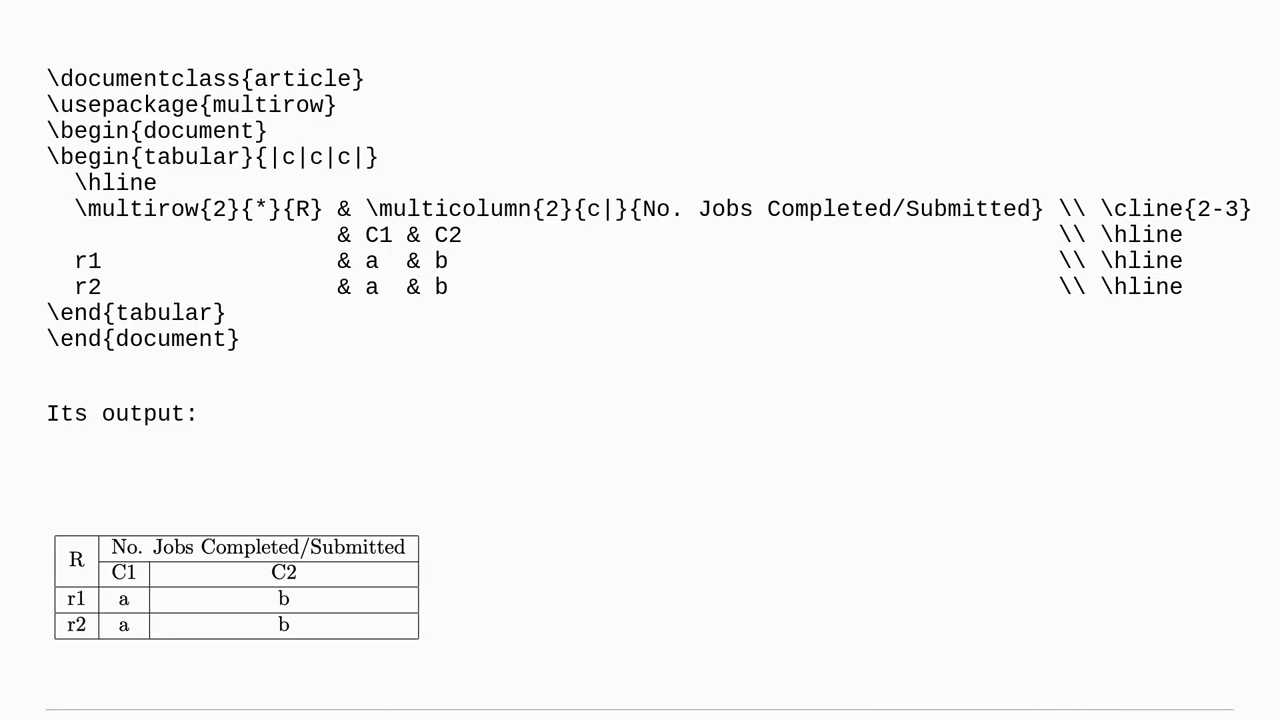 \documentclass{article}
\usepackage{multirow}
\begin{document}
\begin{tabular}{|c|c|c|}
  \hline
  \multirow{2}{*}{R} & \multicolumn{2}{c|}{No. Jobs Completed/Submitted} \\ \cline{2-3}
                     & C1 & C2                                           \\ \hline
  r1                 & a  & b                                            \\ \hline
  r2                 & a  & b                                            \\ \hline
\end{tabular}
\end{document}
Its output:
R No. Jobs Completed/Submitted
C1 C2
r1 a b
r2 a b